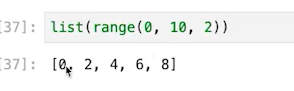 [37]: list(range(0, 10, 2))
[37]: [0, 2, 4, 6, 8]